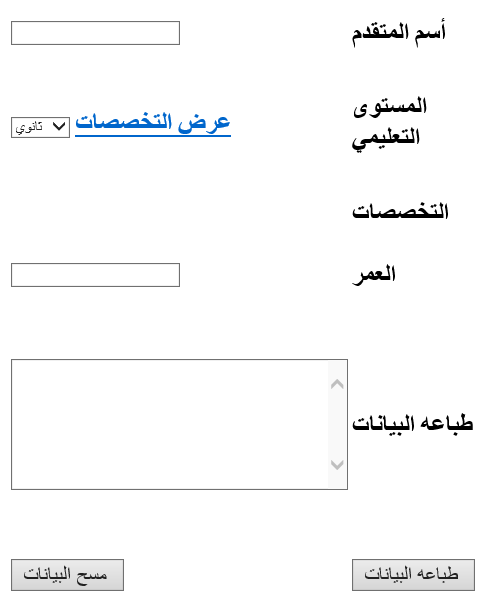 أسم المتقدم
المستوى
التعليمي
عرض التخصصات
ثانوي
التخصصات
العمر
طباعه البيانات
طباعه البيانات
مسح البيانات